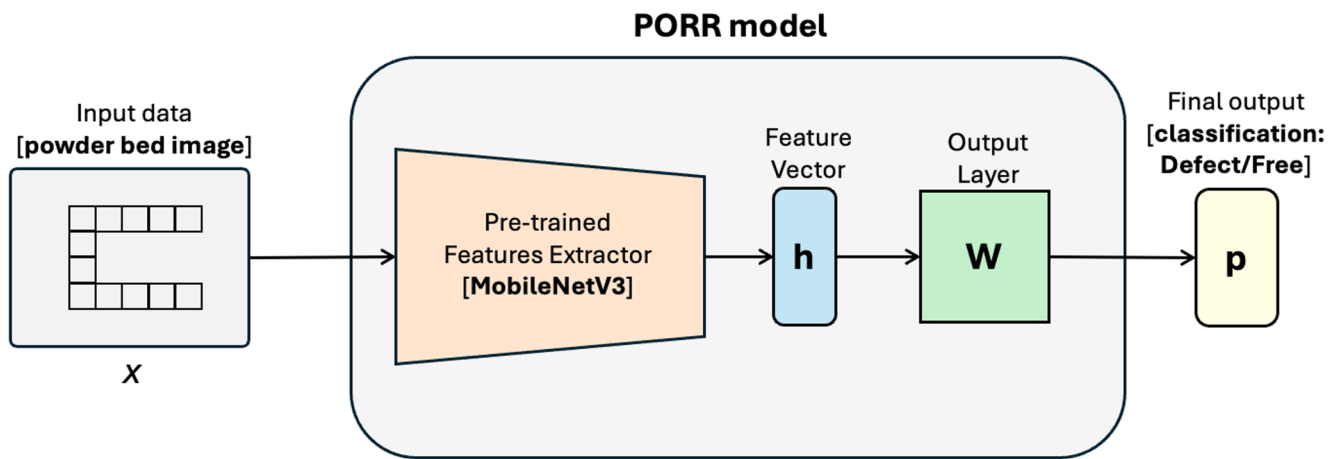 PORR model
Input data
[powder bed image]
X
Pre-trained
Features Extractor
[MobileNetV3]
Feature
Vector
h
Output
Layer
W
Final output
[classification:
Defect/Free]
p